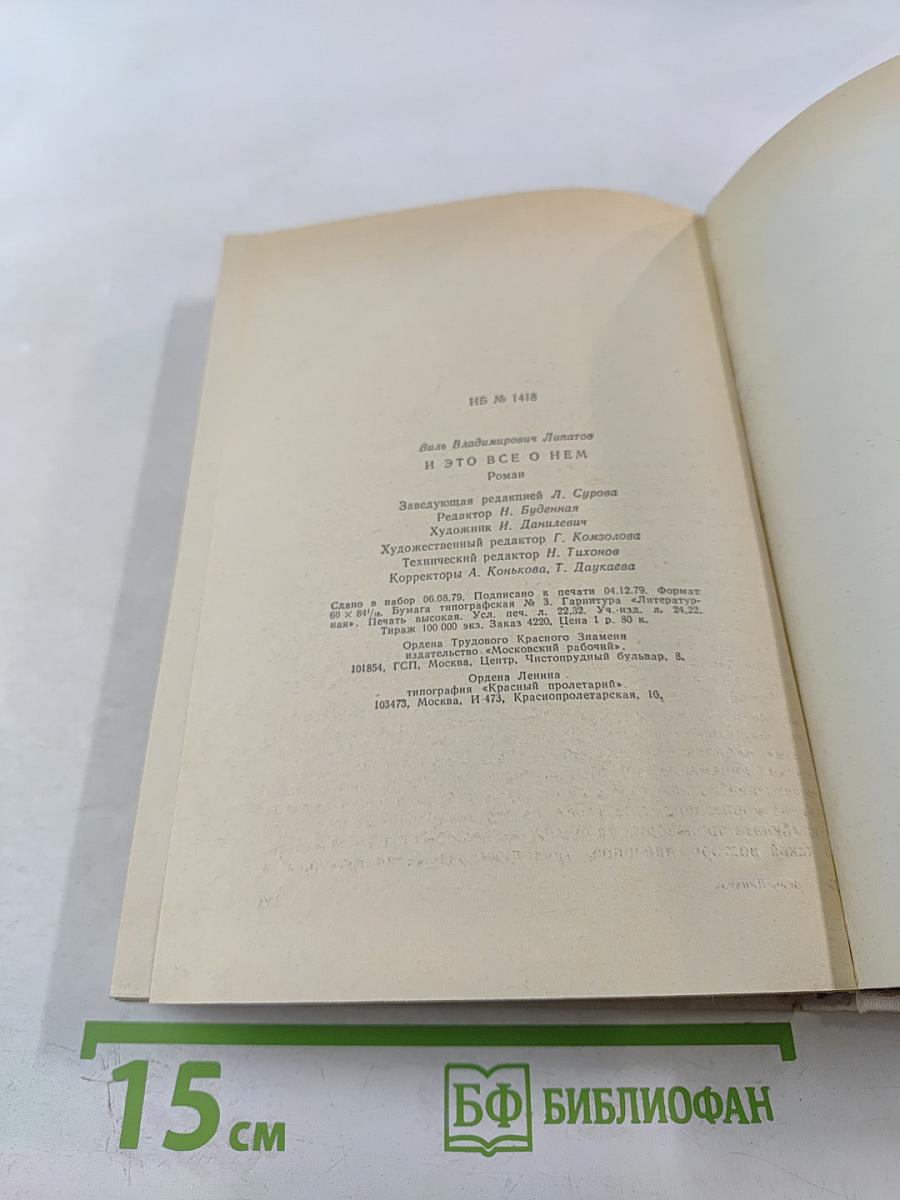 ИБ № 1418
Виль Владимирович Липатов
И ЭТО ВСЕ О НЕМ
Роман
Заведующая редакцией Л. Сурова
Редактор Н. Буденная
Художник И. Данилевич
Художественный редактор Г. Комзолова
Технический редактор Н. Тихонов
Корректоры А. Конькова, Т. Даукаева
Сдано в набор 06.08.79. Подписано к печати 04.12.79. Формат
60 × 84¹/₁₆. Бумага типографская № 3. Гарнитура «Литератур-
ная». Печать высокая. Усл. печ. л. 22,32. Уч.-изд. л. 24,22.
Тираж 100 000 экз. Заказ 4220. Цена 1 р. 80 к.
Ордена Трудового Красного Знамени
издательство «Московский рабочий».
101854, ГСП, Москва, Центр, Чистопрудный бульвар, 8.
Ордена Ленина
типография «Красный пролетарий».
103473, Москва, И-473, Краснопролетарская, 16.
15 см
БФ БИБЛИОФАН